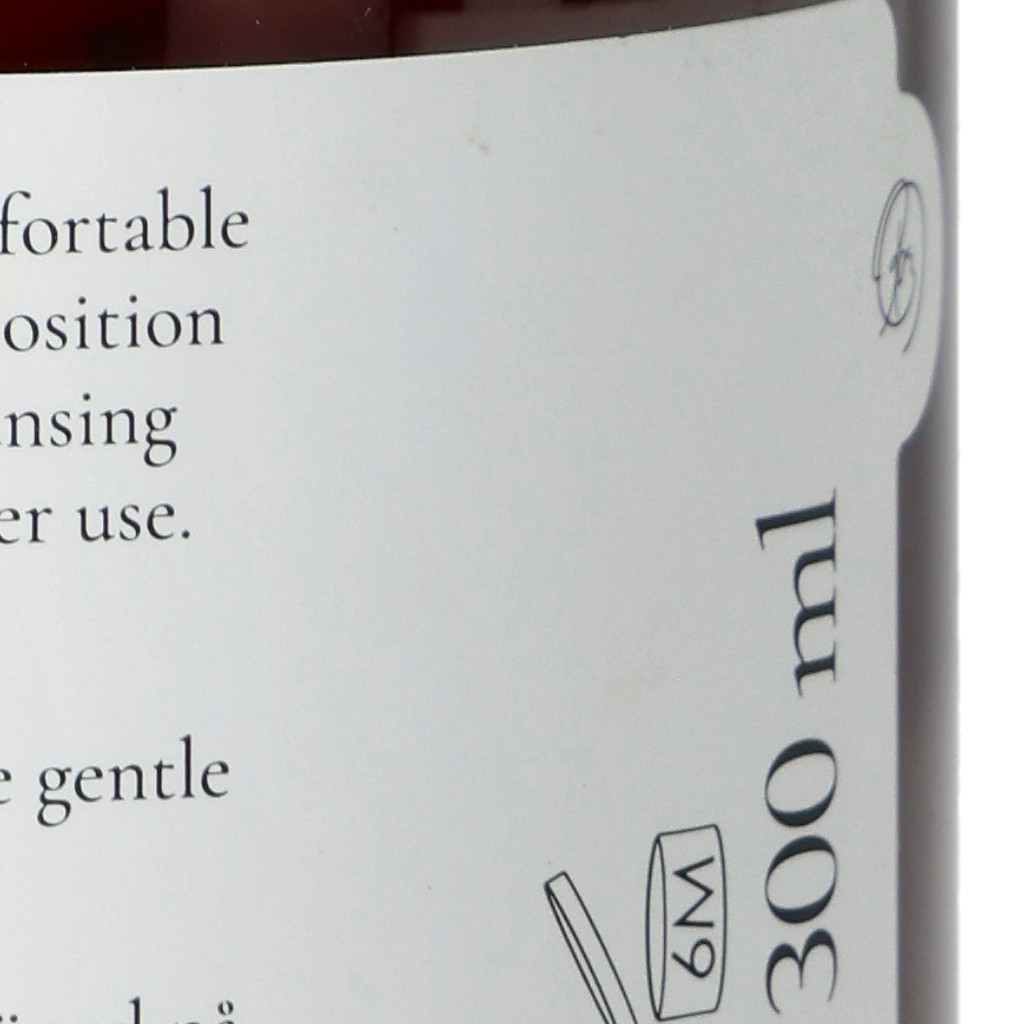 fortable
osition
nsing
er use.
e gentle
6M
300 ml